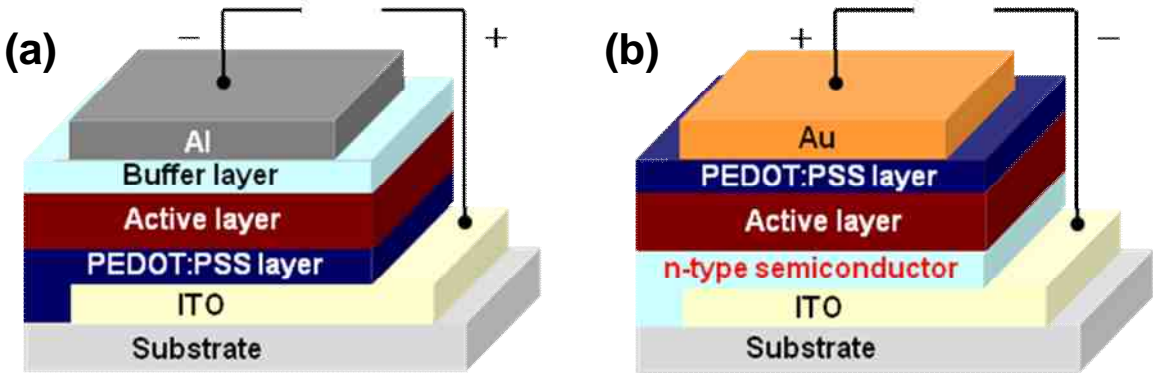 (a)
−
+
Al
Buffer layer
Active layer
PEDOT:PSS layer
ITO
Substrate
(b)
+
−
Au
PEDOT:PSS layer
Active layer
n-type semiconductor
ITO
Substrate